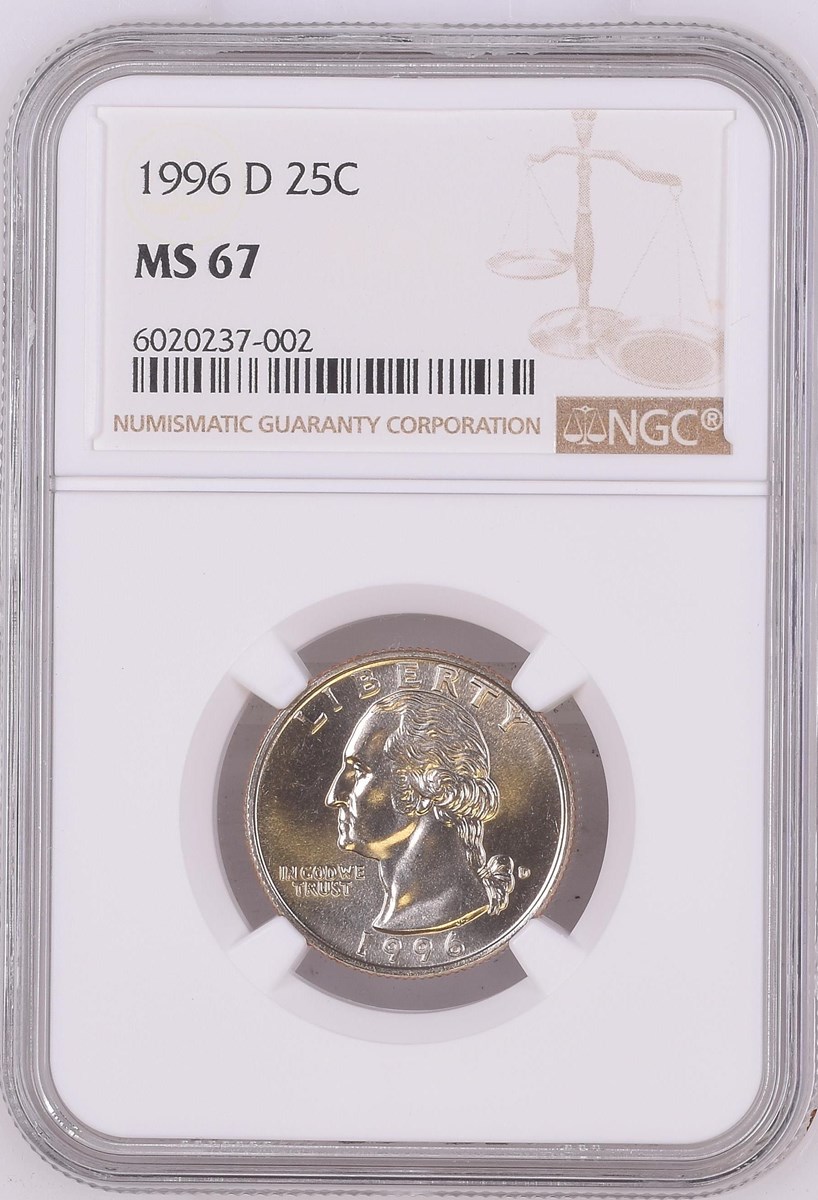 1996 D 25C
MS 67
6020237-002
NUMISMATIC GUARANTY CORPORATION
NGC®
LIBERTY
IN GOD WE
TRUST
D
1996